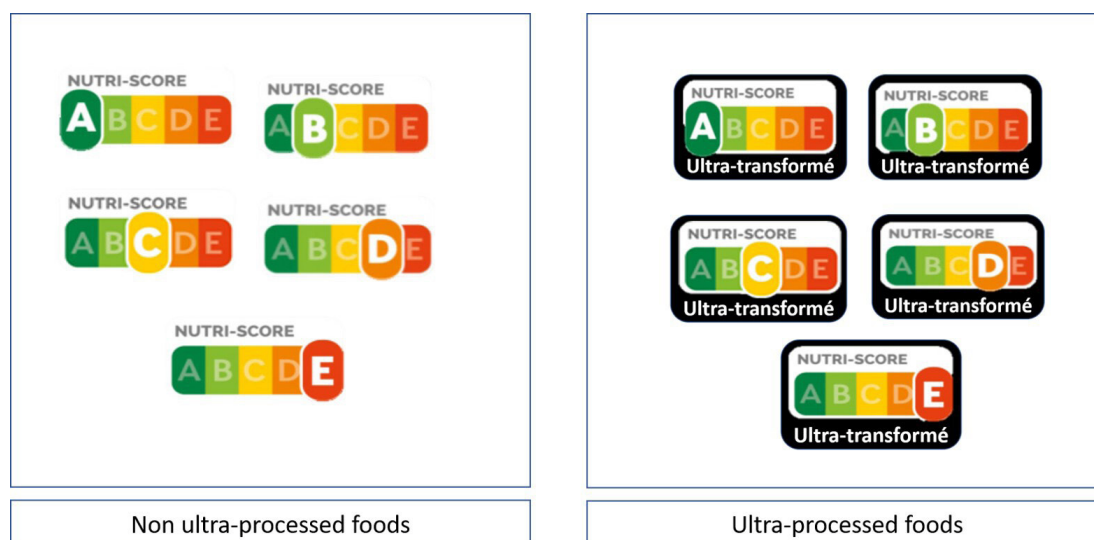 NUTRI-SCORE
ABCDE
NUTRI-SCORE
ABCDE
NUTRI-SCORE
ABCDE
NUTRI-SCORE
ABCDE
NUTRI-SCORE
ABCDE
Non ultra-processed foods
NUTRI-SCORE
ABCDE
Ultra-transformé
NUTRI-SCORE
ABCDE
Ultra-transformé
NUTRI-SCORE
ABCDE
Ultra-transformé
NUTRI-SCORE
ABCDE
Ultra-transformé
NUTRI-SCORE
ABCDE
Ultra-transformé
Ultra-processed foods